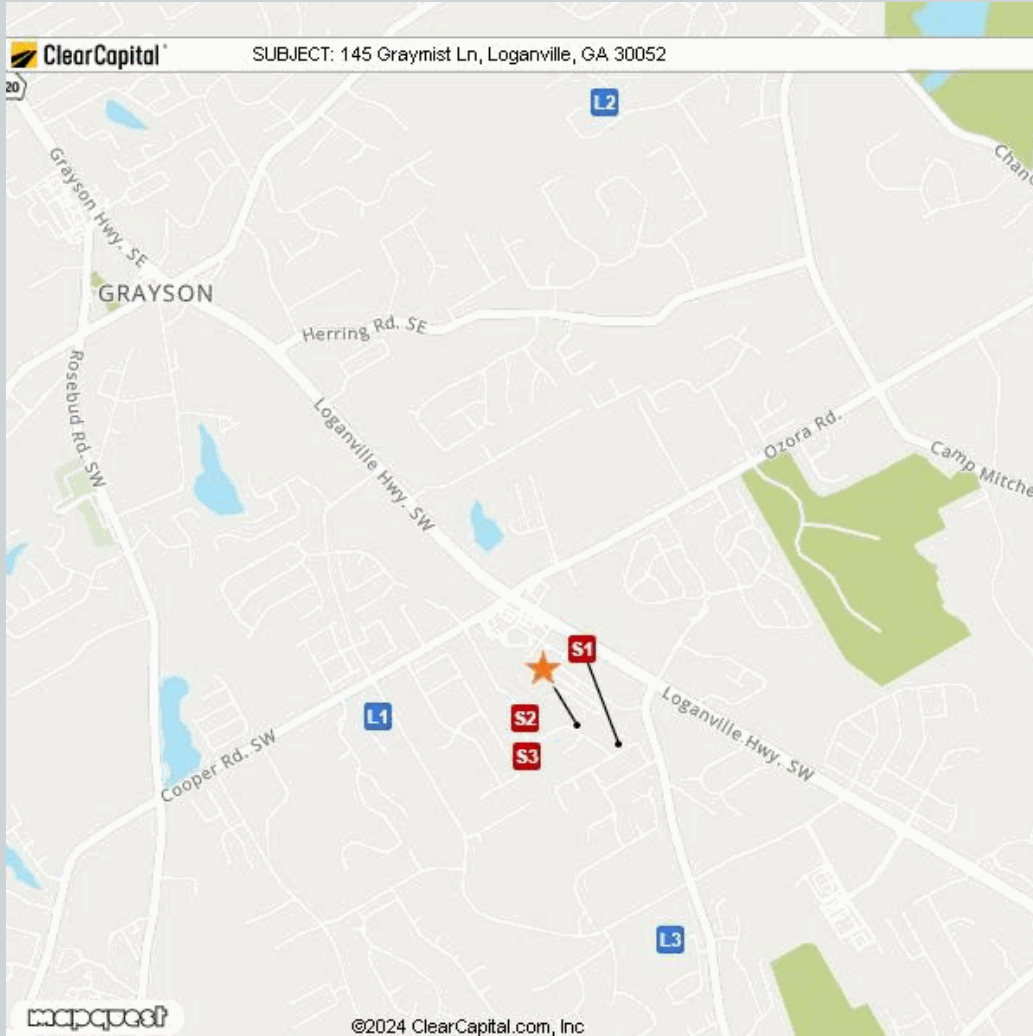 ClearCapital
SUBJECT: 145 Graymist Ln, Loganville, GA 30052
20
L2
Grayson Hwy. SE
GRAYSON
Herring Rd. SE
Rosebud Rd. SW
Loganville Hwy. SW
Ozora Rd.
Camp Mitche
S1
L1
S2
S3
Loganville Hwy. SW
Cooper Rd. SW
L3
mapquest
©2024 ClearCapital.com, Inc